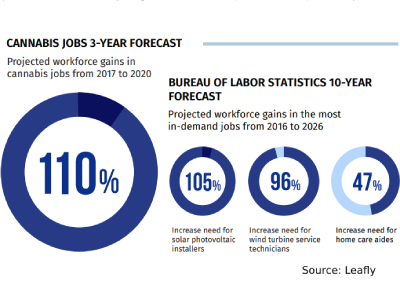 CANNABIS JOBS 3-YEAR FORECAST
Projected workforce gains in
cannabis jobs from 2017 to 2020
110%
BUREAU OF LABOR STATISTICS 10-YEAR
FORECAST
Projected workforce gains in the most
in-demand jobs from 2016 to 2026
105%
Increase need for
solar photovoltaic
installers
96%
Increase need for
wind turbine service
technicians
47%
Increase need for
home care aides
Source: Leafly